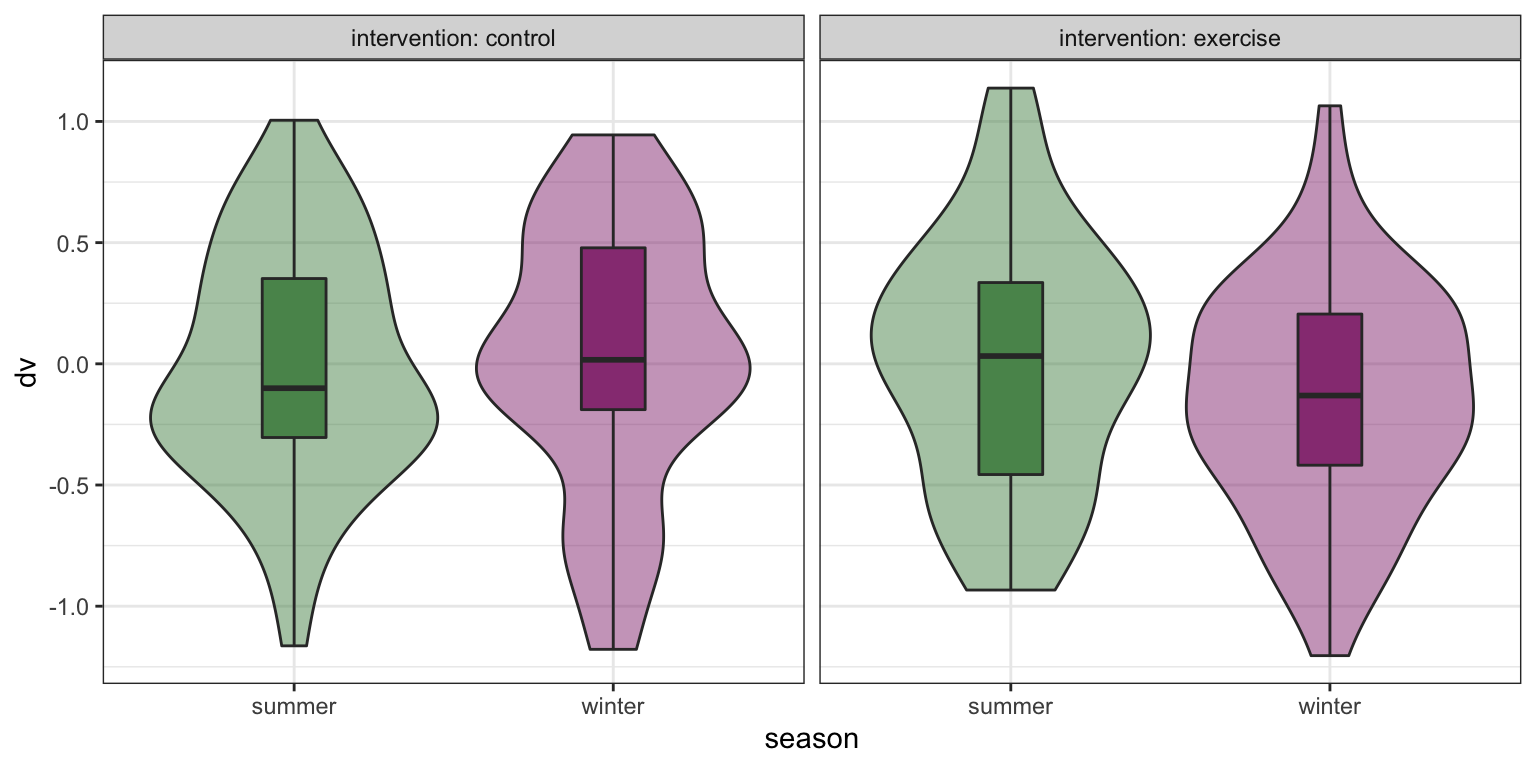 intervention: control
intervention: exercise
1.0
0.5
0.0
-0.5
-1.0
dv
summer
winter
summer
winter
season